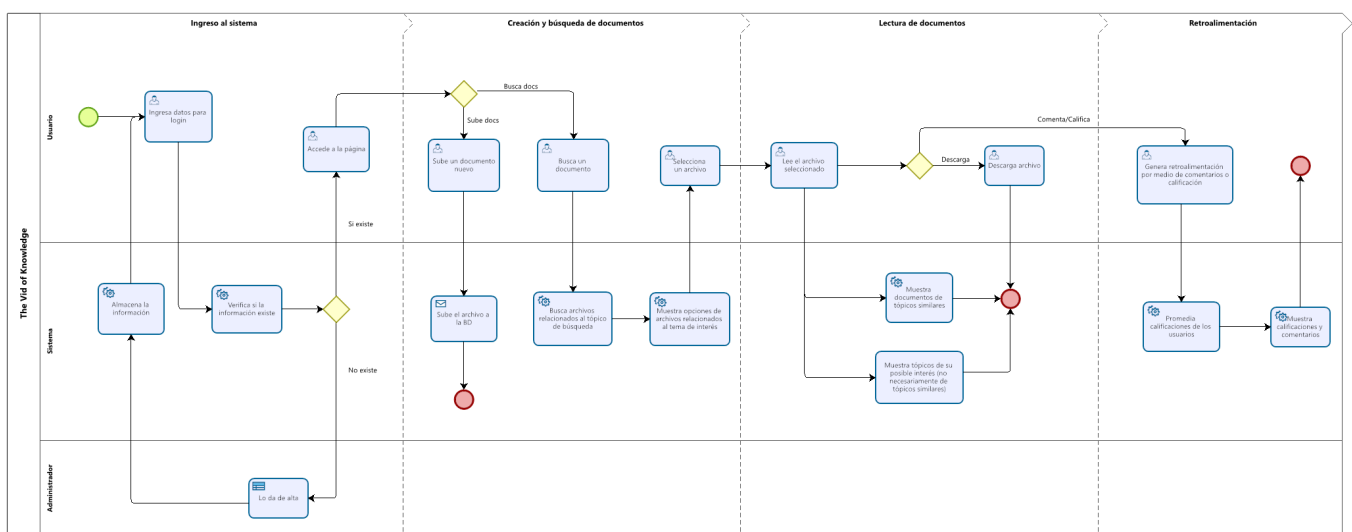 Ingreso al sistema
Creación y búsqueda de documentos
Lectura de documentos
Retroalimentación
The Vid of Knowledge
Usuario
Ingresa datos para
login
Accede a la página
Si existe
Busca docs
Sube docs
Sube un documento
nuevo
Busca un
documento
Selecciona
un archivo
Lee el archivo
seleccionado
Comenta/Califica
Descarga
Descarga archivo
Genera retroalimentación
por medio de comentarios o
calificación
Sistema
Almacena la
información
Verifica si la
información existe
No existe
Sube el archivo a
la BD
Busca archivos
relacionados al tópico
de búsqueda
Muestra opciones de
archivos relacionados
al tema de interés
Muestra
documentos de
tópicos similares
Muestra tópicos de su
posible interés (no
necesariamente de
tópicos similares)
Promedia
calificaciones de los
usuarios
Muestra
calificaciones y
comentarios
Administrador
Lo da de alta